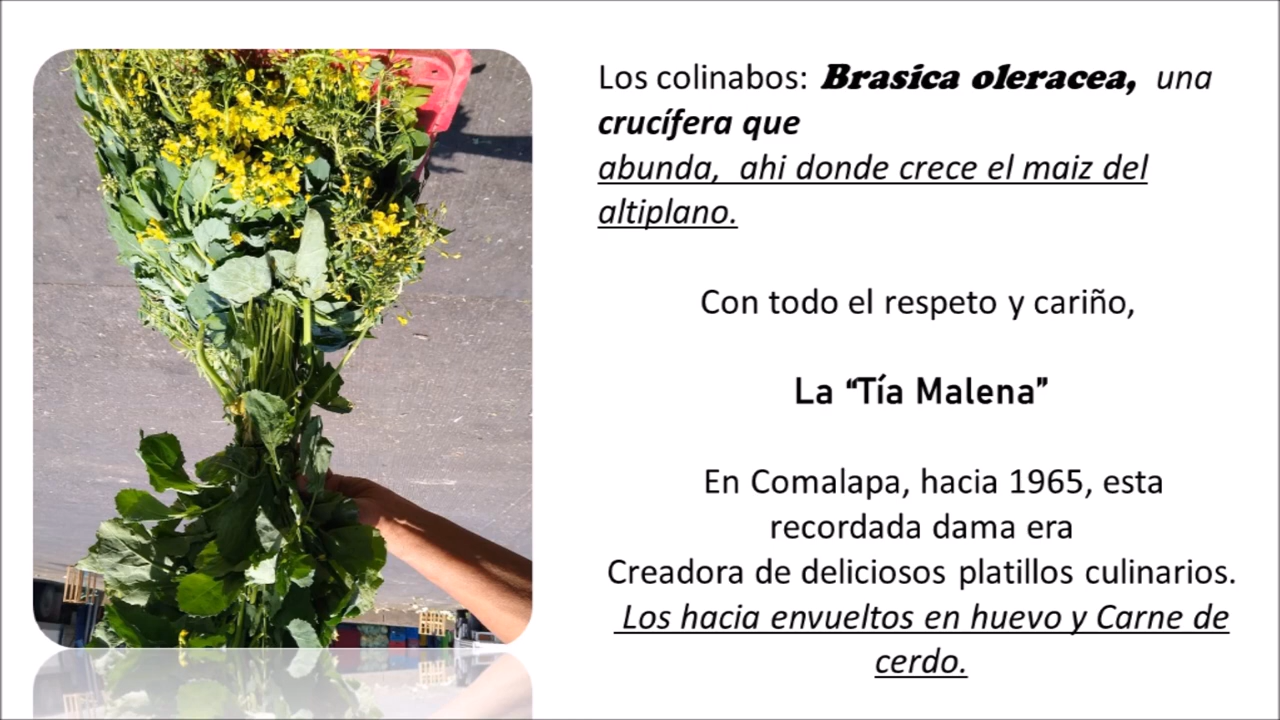 Los colinabos: Brasica oleracea, una
crucífera que
abunda, ahi donde crece el maiz del
altiplano.
Con todo el respeto y cariño,
La “Tía Malena”
En Comalapa, hacia 1965, esta
recordada dama era
Creadora de deliciosos platillos culinarios.
Los hacia envueltos en huevo y Carne de
cerdo.